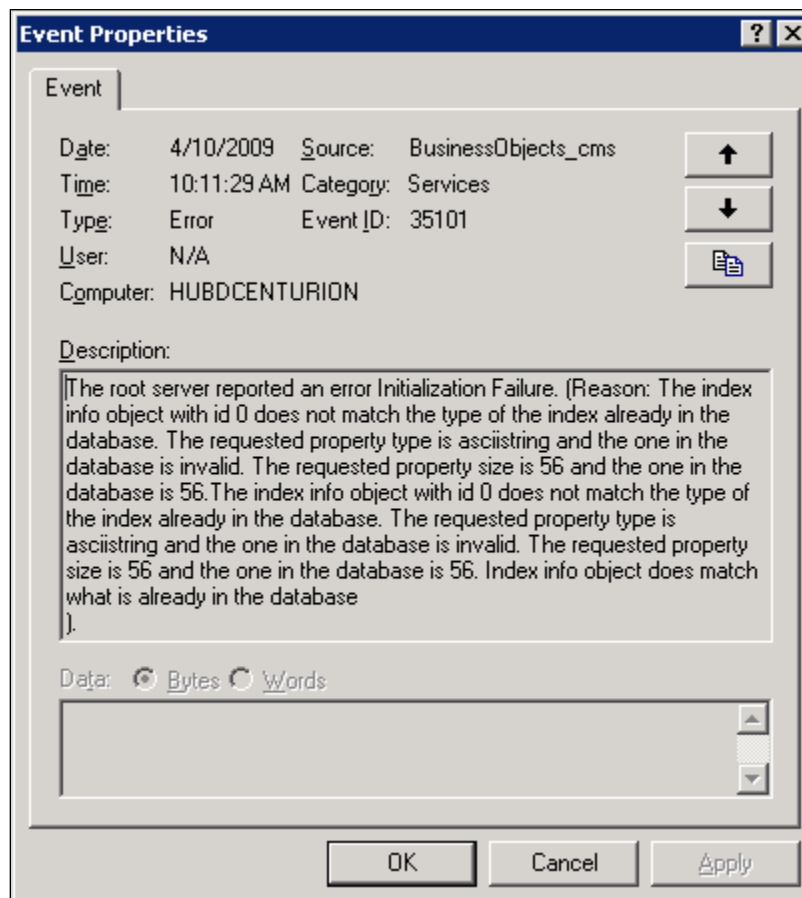 Event Properties
Event
Date: 4/10/2009 Source: BusinessObjects_cms
Time: 10:11:29 AM Category: Services
Type: Error Event ID: 35101
User: N/A
Computer: HUBDCENTURION
Description:
The root server reported an error Initialization Failure. (Reason: The index
info object with id 0 does not match the type of the index already in the
database. The requested property type is asciistring and the one in the
database is invalid. The requested property size is 56 and the one in the
database is 56.The index info object with id 0 does not match the type of
the index already in the database. The requested property type is
asciistring and the one in the database is invalid. The requested property
size is 56 and the one in the database is 56. Index info object does match
what is already in the database
).
Data: Bytes Words
OK Cancel Apply